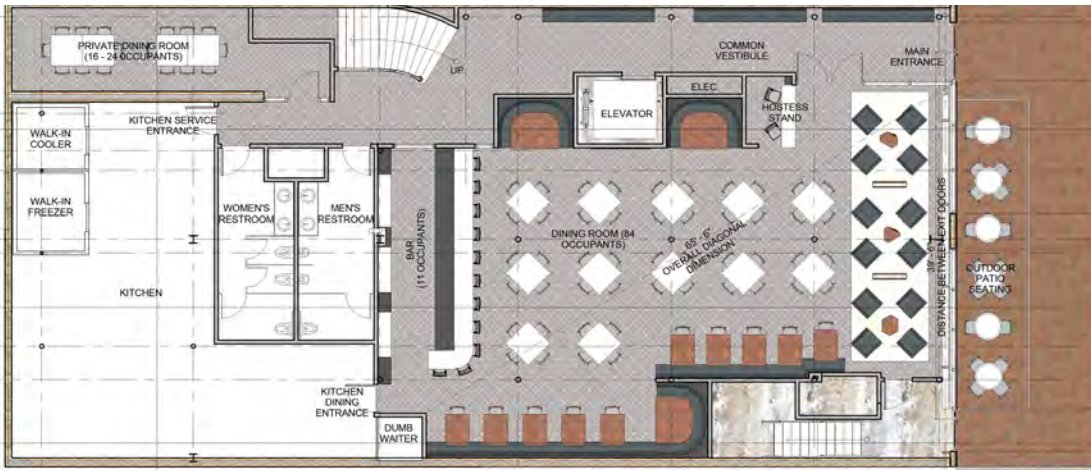 PRIVATE DINING ROOM
(16 - 24 OCCUPANTS)
UP
COMMON
VESTIBULE
MAIN
ENTRANCE
ELEC
ELEVATOR
HOSTESS
STAND
KITCHEN SERVICE
ENTRANCE
WALK-IN
COOLER
WALK-IN
FREEZER
WOMEN'S
RESTROOM
MEN'S
RESTROOM
BAR
(11 OCCUPANTS)
DINING ROOM (84
OCCUPANTS)
65' - 6"
OVERALL DIAGONAL
DIMENSION
39' - 6"
DISTANCE BETWEEN EXIT DOORS
OUTDOOR
PATIO
SEATING
KITCHEN
KITCHEN
DINING
ENTRANCE
DUMB
WAITER